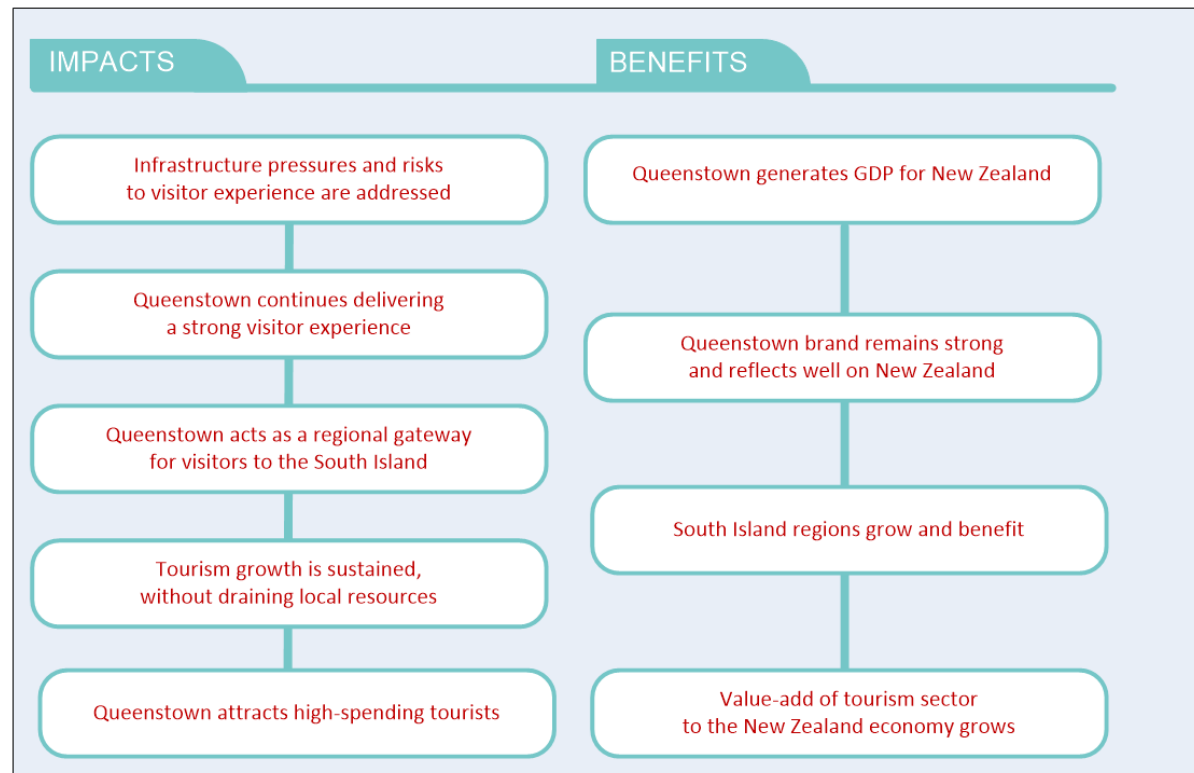 IMPACTS
Infrastructure pressures and risks
to visitor experience are addressed
Queenstown continues delivering
a strong visitor experience
Queenstown acts as a regional gateway
for visitors to the South Island
Tourism growth is sustained,
without draining local resources
Queenstown attracts high-spending tourists
BENEFITS
Queenstown generates GDP for New Zealand
Queenstown brand remains strong
and reflects well on New Zealand
South Island regions grow and benefit
Value-add of tourism sector
to the New Zealand economy grows